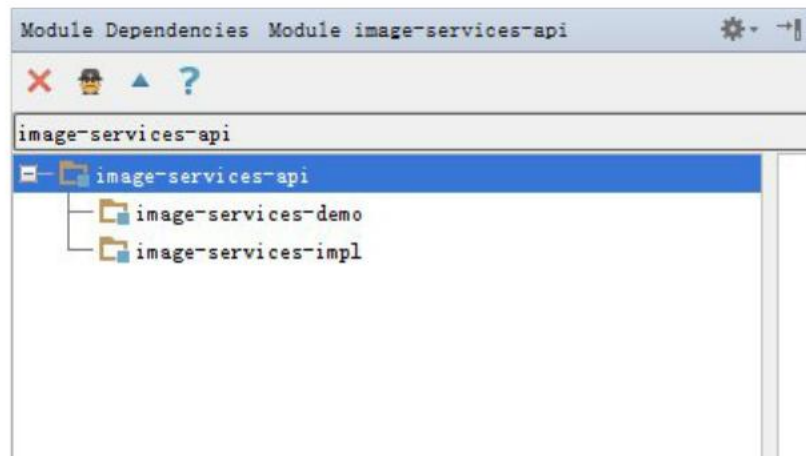 Module Dependencies Module image-services-api
image-services-api
image-services-api
image-services-demo
image-services-impl